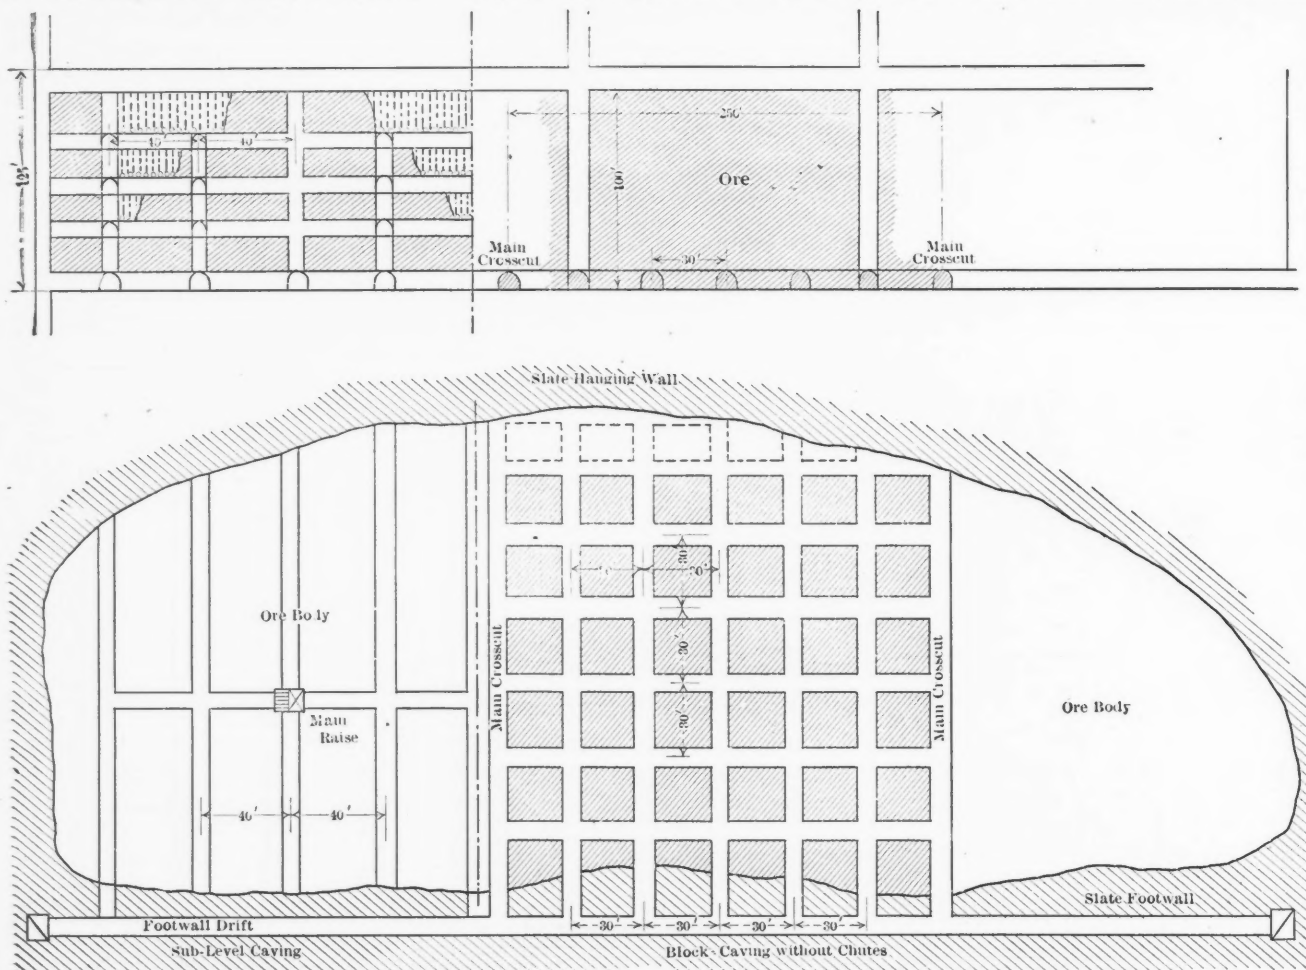 45'
40'
250'
125'
100'
Ore
Main
Crosscut
30'
Main
Crosscut
Slate Hanging Wall
30'
30'
Ore Body
30'
Main Crosscut
Main Crosscut
30'
Ore Body
Main
Raise
40'
40'
Slate Footwall
Footwall Drift
30'
30'
30'
30'
Sub-Level Caving
Block-Caving without Chutes